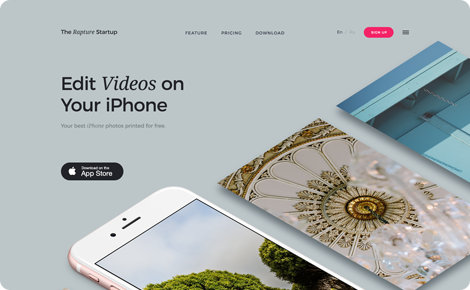 The Rapture Startup
FEATURE PRICING DOWNLOAD
En
SIGN UP
Edit Videos on
Your iPhone
Your best iPhone photos printed for free.
Download on the
App Store